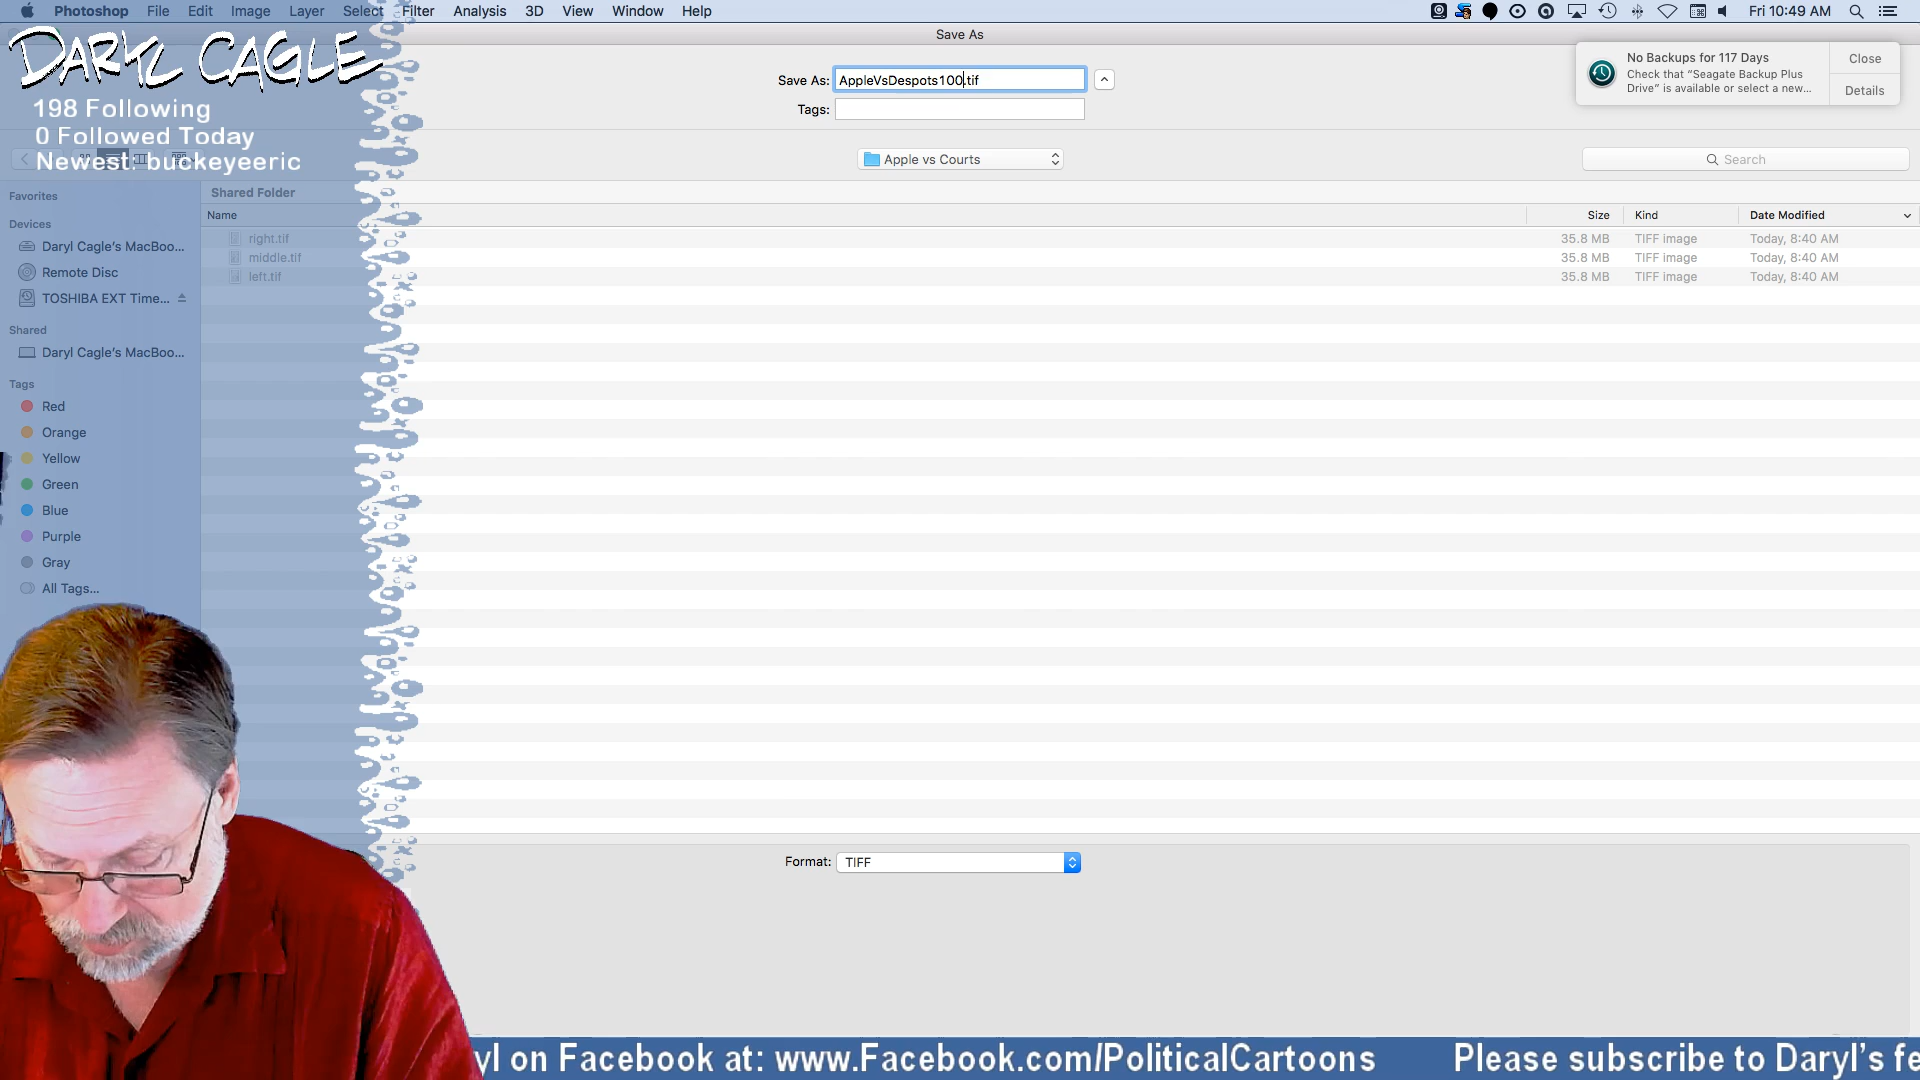 Photoshop File Edit Image Layer Select Filter Analysis 3D View Window Help Fri 10:49 AM
Save As
DARYL CAGLE
198 Following
0 Followed Today
Newest: buckeyeeric
Save As: AppleVsDespots100.tif
Tags:
No Backups for 117 Days
Check that “Seagate Backup Plus
Drive” is available or select a new...
Close
Details
Apple vs Courts
Search
Favorites
Devices
Daryl Cagle’s MacBoo...
Remote Disc
TOSHIBA EXT Time...
Shared
Daryl Cagle’s MacBoo...
Tags
Red
Orange
Yellow
Green
Blue
Purple
Gray
All Tags...
Shared Folder
Name Size Kind Date Modified
right.tif 35.8 MB TIFF image Today, 8:40 AM
middle.tif 35.8 MB TIFF image Today, 8:40 AM
left.tif 35.8 MB TIFF image Today, 8:40 AM
Format: TIFF
yl on Facebook at: www.Facebook.com/PoliticalCartoons Please subscribe to Daryl’s fe